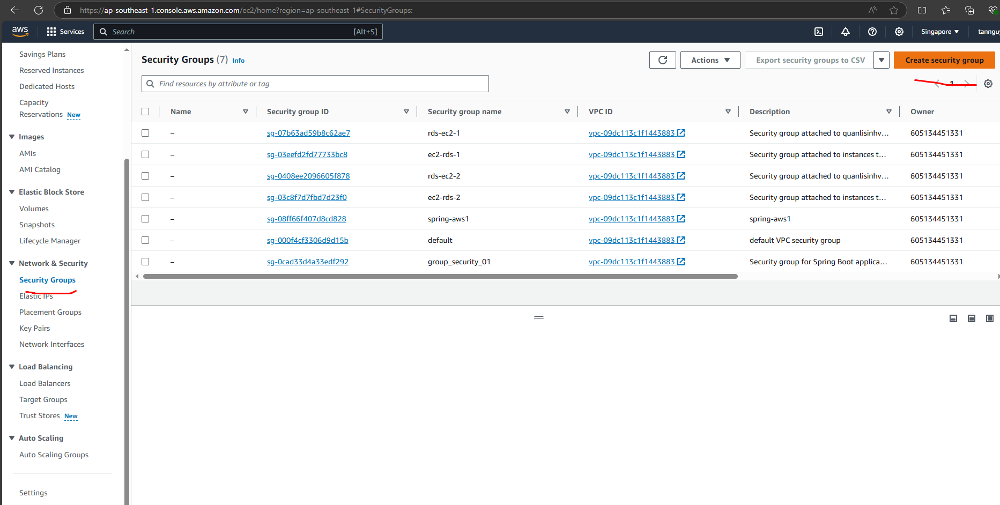 https://ap-southeast-1.console.aws.amazon.com/ec2/home?region=ap-southeast-1#SecurityGroups:
aws Services Search [Alt+S] Singapore tanngu
Savings Plans
Reserved Instances
Dedicated Hosts
Capacity
Reservations New
Images
AMIs
AMI Catalog
Elastic Block Store
Volumes
Snapshots
Lifecycle Manager
Network & Security
Security Groups
Elastic IPs
Placement Groups
Key Pairs
Network Interfaces
Load Balancing
Load Balancers
Target Groups
Trust Stores New
Auto Scaling
Auto Scaling Groups
Settings
Security Groups (7) Info
Actions Export security groups to CSV Create security group
Find resources by attribute or tag
1
Name Security group ID Security group name VPC ID Description Owner
– sg-07b63ad59b8c62ae7 rds-ec2-1 vpc-09dc113c1f1443883 Security group attached to quanlisinhv... 605134451331
– sg-03eefd2fd77733bc8 ec2-rds-1 vpc-09dc113c1f1443883 Security group attached to instances t... 605134451331
– sg-0408ee2096605f878 rds-ec2-2 vpc-09dc113c1f1443883 Security group attached to quanlisinhv... 605134451331
– sg-03c8f7d7fbd7d23f0 ec2-rds-2 vpc-09dc113c1f1443883 Security group attached to instances t... 605134451331
– sg-08ff66f407d8cd828 spring-aws1 vpc-09dc113c1f1443883 spring-aws1 605134451331
– sg-000f4cf3306d9d15b default vpc-09dc113c1f1443883 default VPC security group 605134451331
– sg-0cad33d4a33edf292 group_security_01 vpc-09dc113c1f1443883 Security group for Spring Boot applica... 605134451331